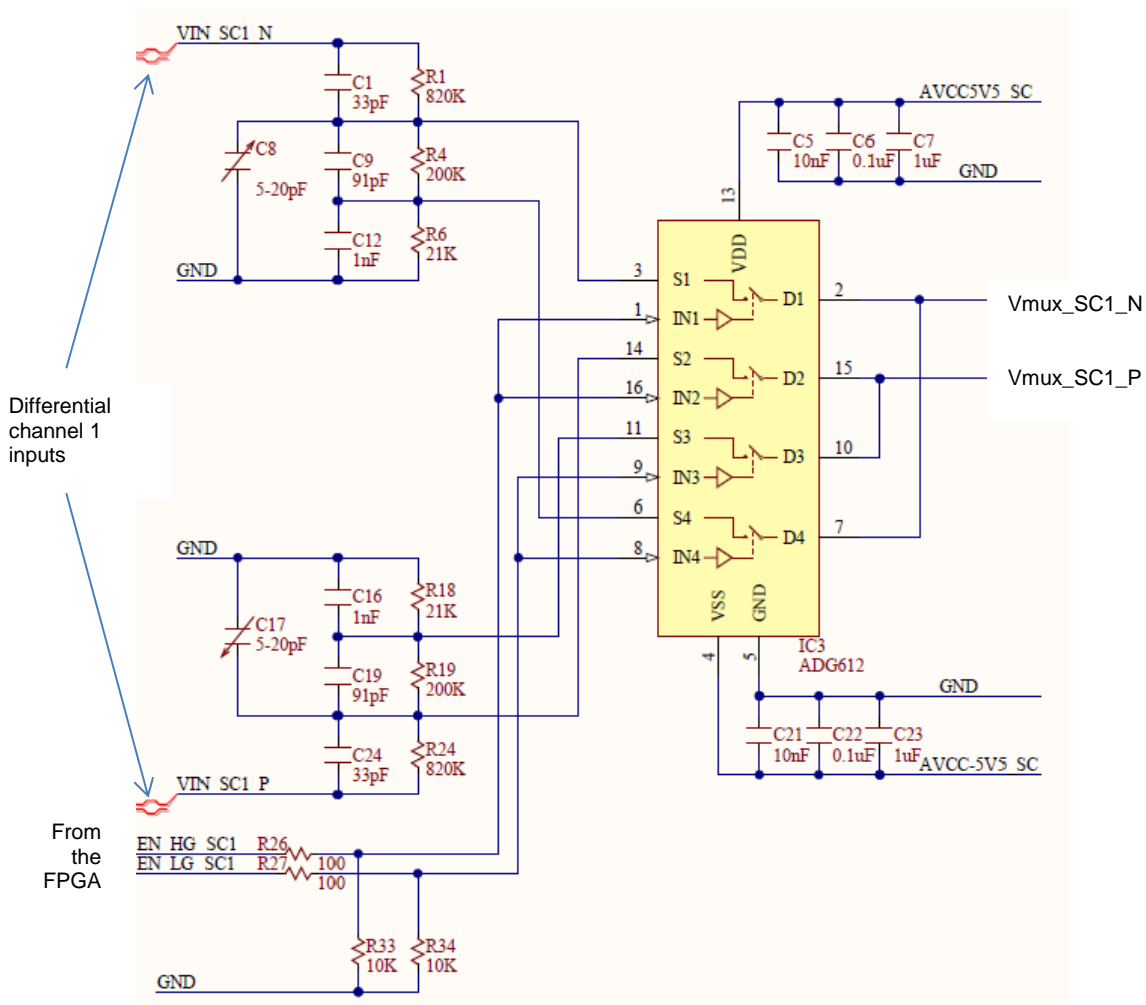 VIN_SC1_N
C1
33pF
R1
820K
C8
5-20pF
C9
91pF
R4
200K
C12
1nF
R6
21K
GND
AVCC5V5_SC
C5
10nF
C6
0.1uF
C7
1uF
GND
13
VDD
3
S1
D1
2
Vmux_SC1_N
1
IN1
14
S2
D2
15
Vmux_SC1_P
16
IN2
11
S3
D3
10
9
IN3
6
S4
D4
7
8
IN4
VSS
GND
4
5
IC3
ADG612
Differential
channel 1
inputs
GND
C16
1nF
R18
21K
C17
5-20pF
C19
91pF
R19
200K
C24
33pF
R24
820K
VIN_SC1_P
GND
C21
10nF
C22
0.1uF
C23
1uF
AVCC-5V5_SC
From
the
FPGA
EN_HG_SC1
R26
100
EN_LG_SC1
R27
100
R33
10K
R34
10K
GND